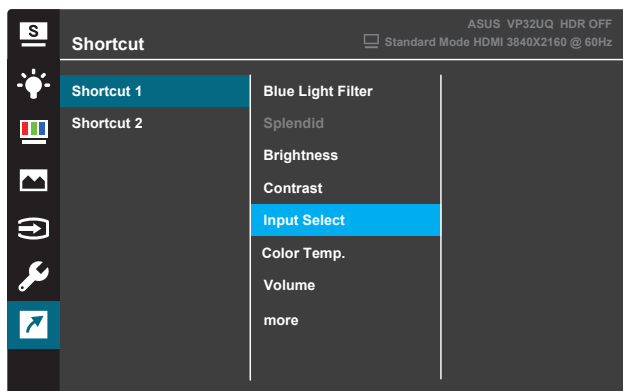 S
ASUS VP32UQ HDR OFF
Shortcut
Standard Mode HDMI 3840X2160 @ 60Hz
Shortcut 1
Shortcut 2
Blue Light Filter
Splendid
Brightness
Contrast
Input Select
Color Temp.
Volume
more